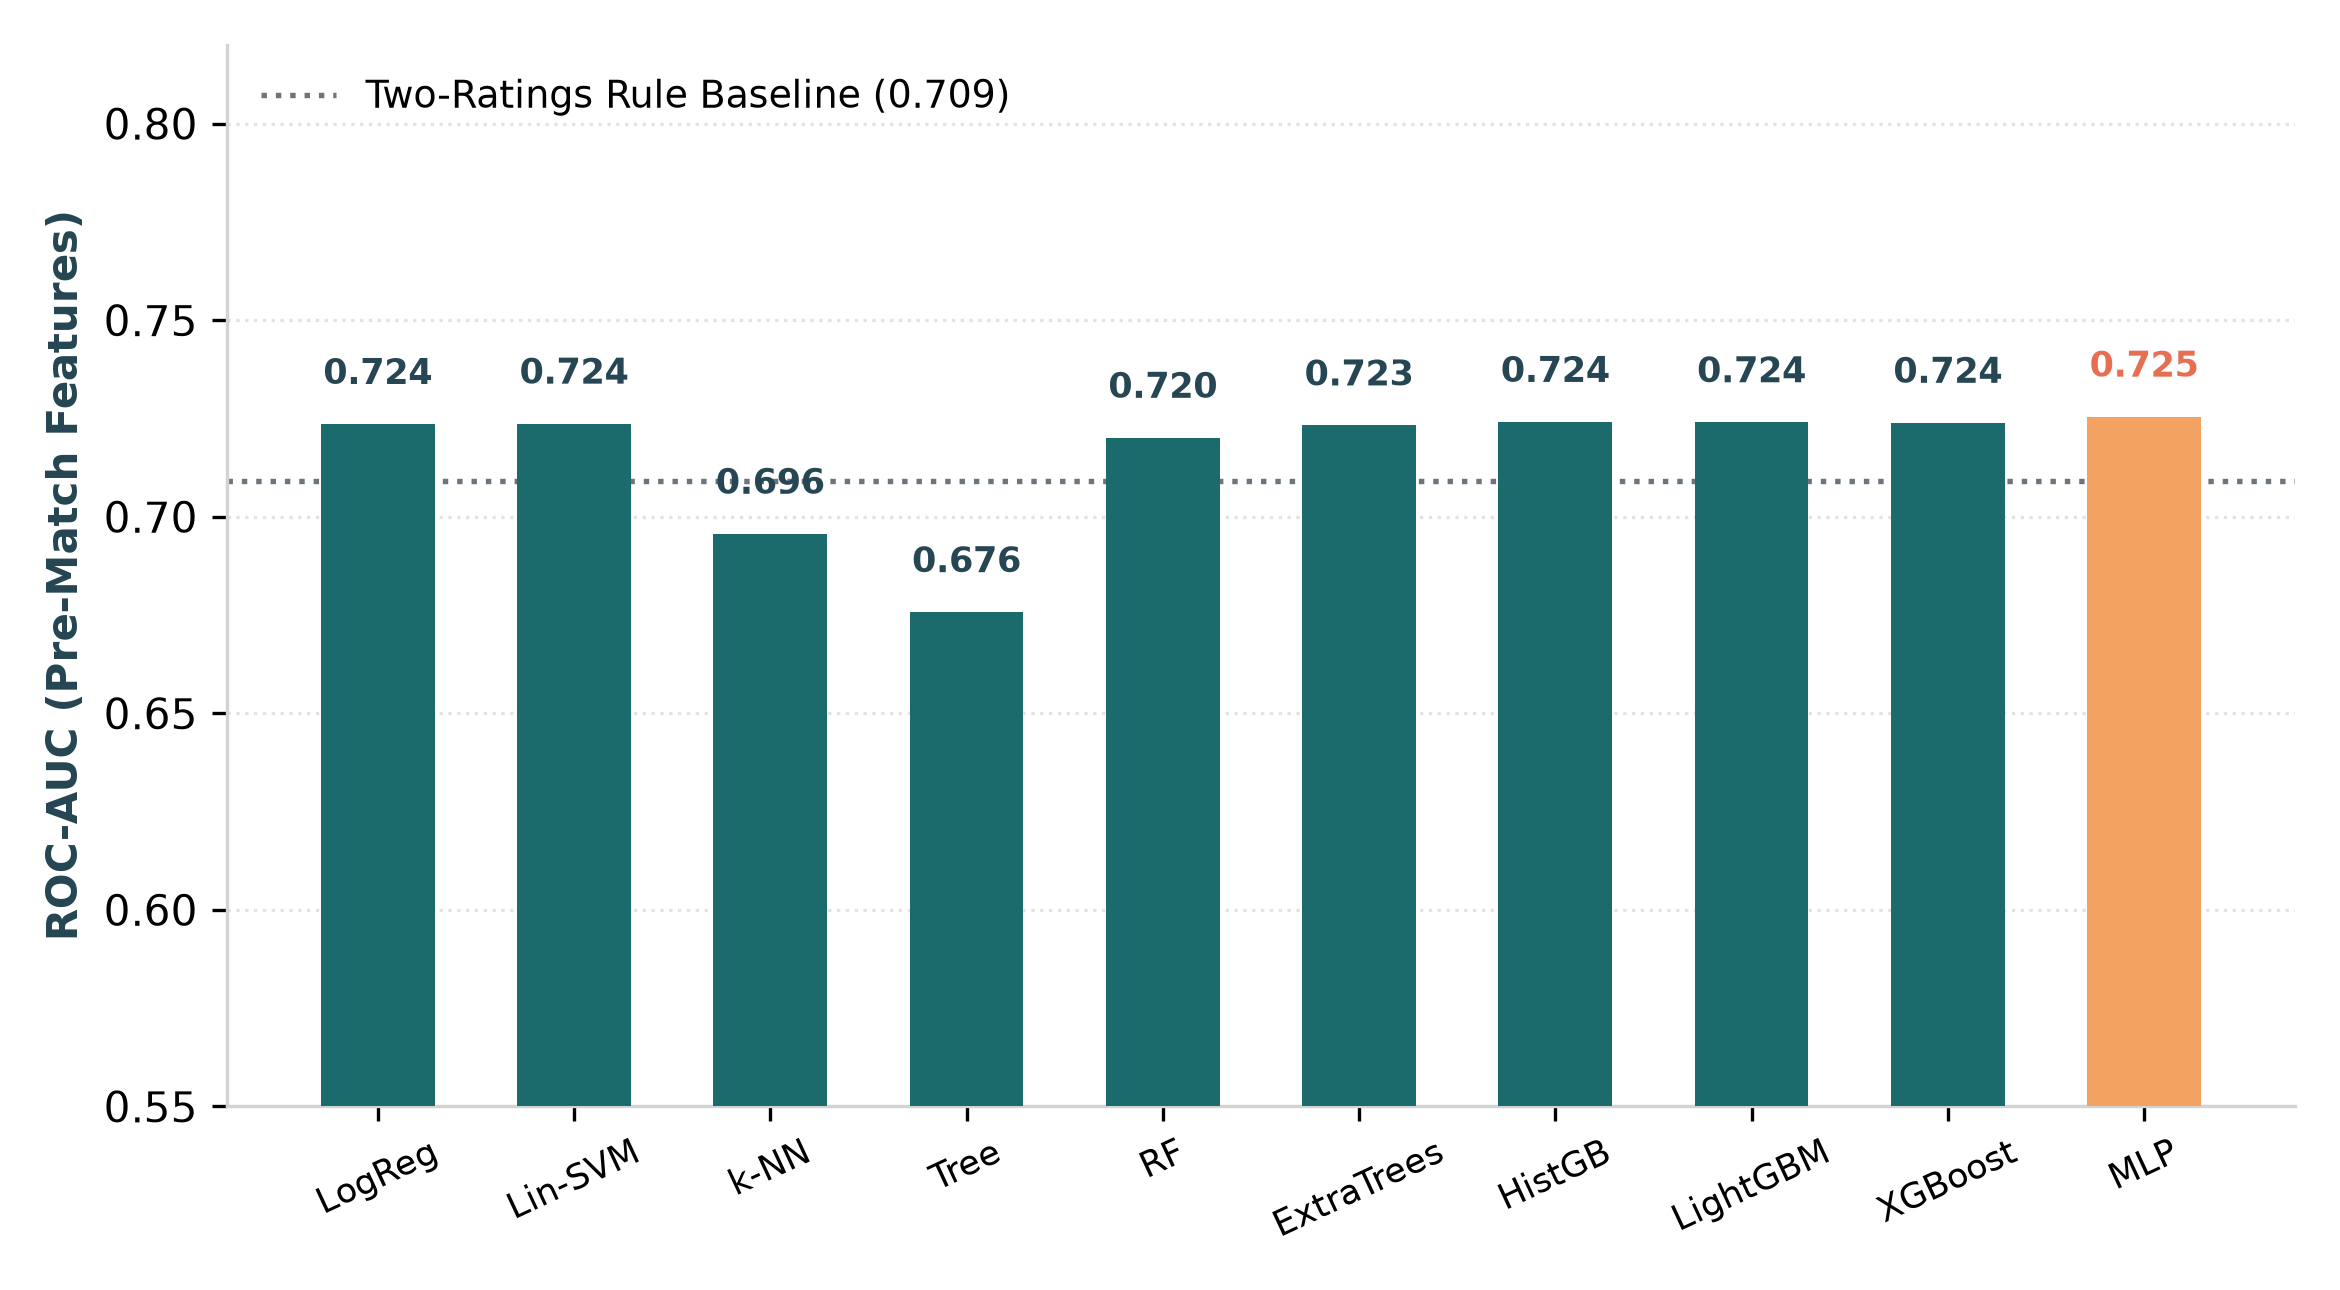 Two-Ratings Rule Baseline (0.709)
ROC-AUC (Pre-Match Features)
0.80
0.75
0.70
0.65
0.60
0.55
0.724
0.724
0.696
0.676
0.720
0.723
0.724
0.724
0.724
0.725
LogReg
Lin-SVM
k-NN
Tree
RF
ExtraTrees
HistGB
LightGBM
XGBoost
MLP